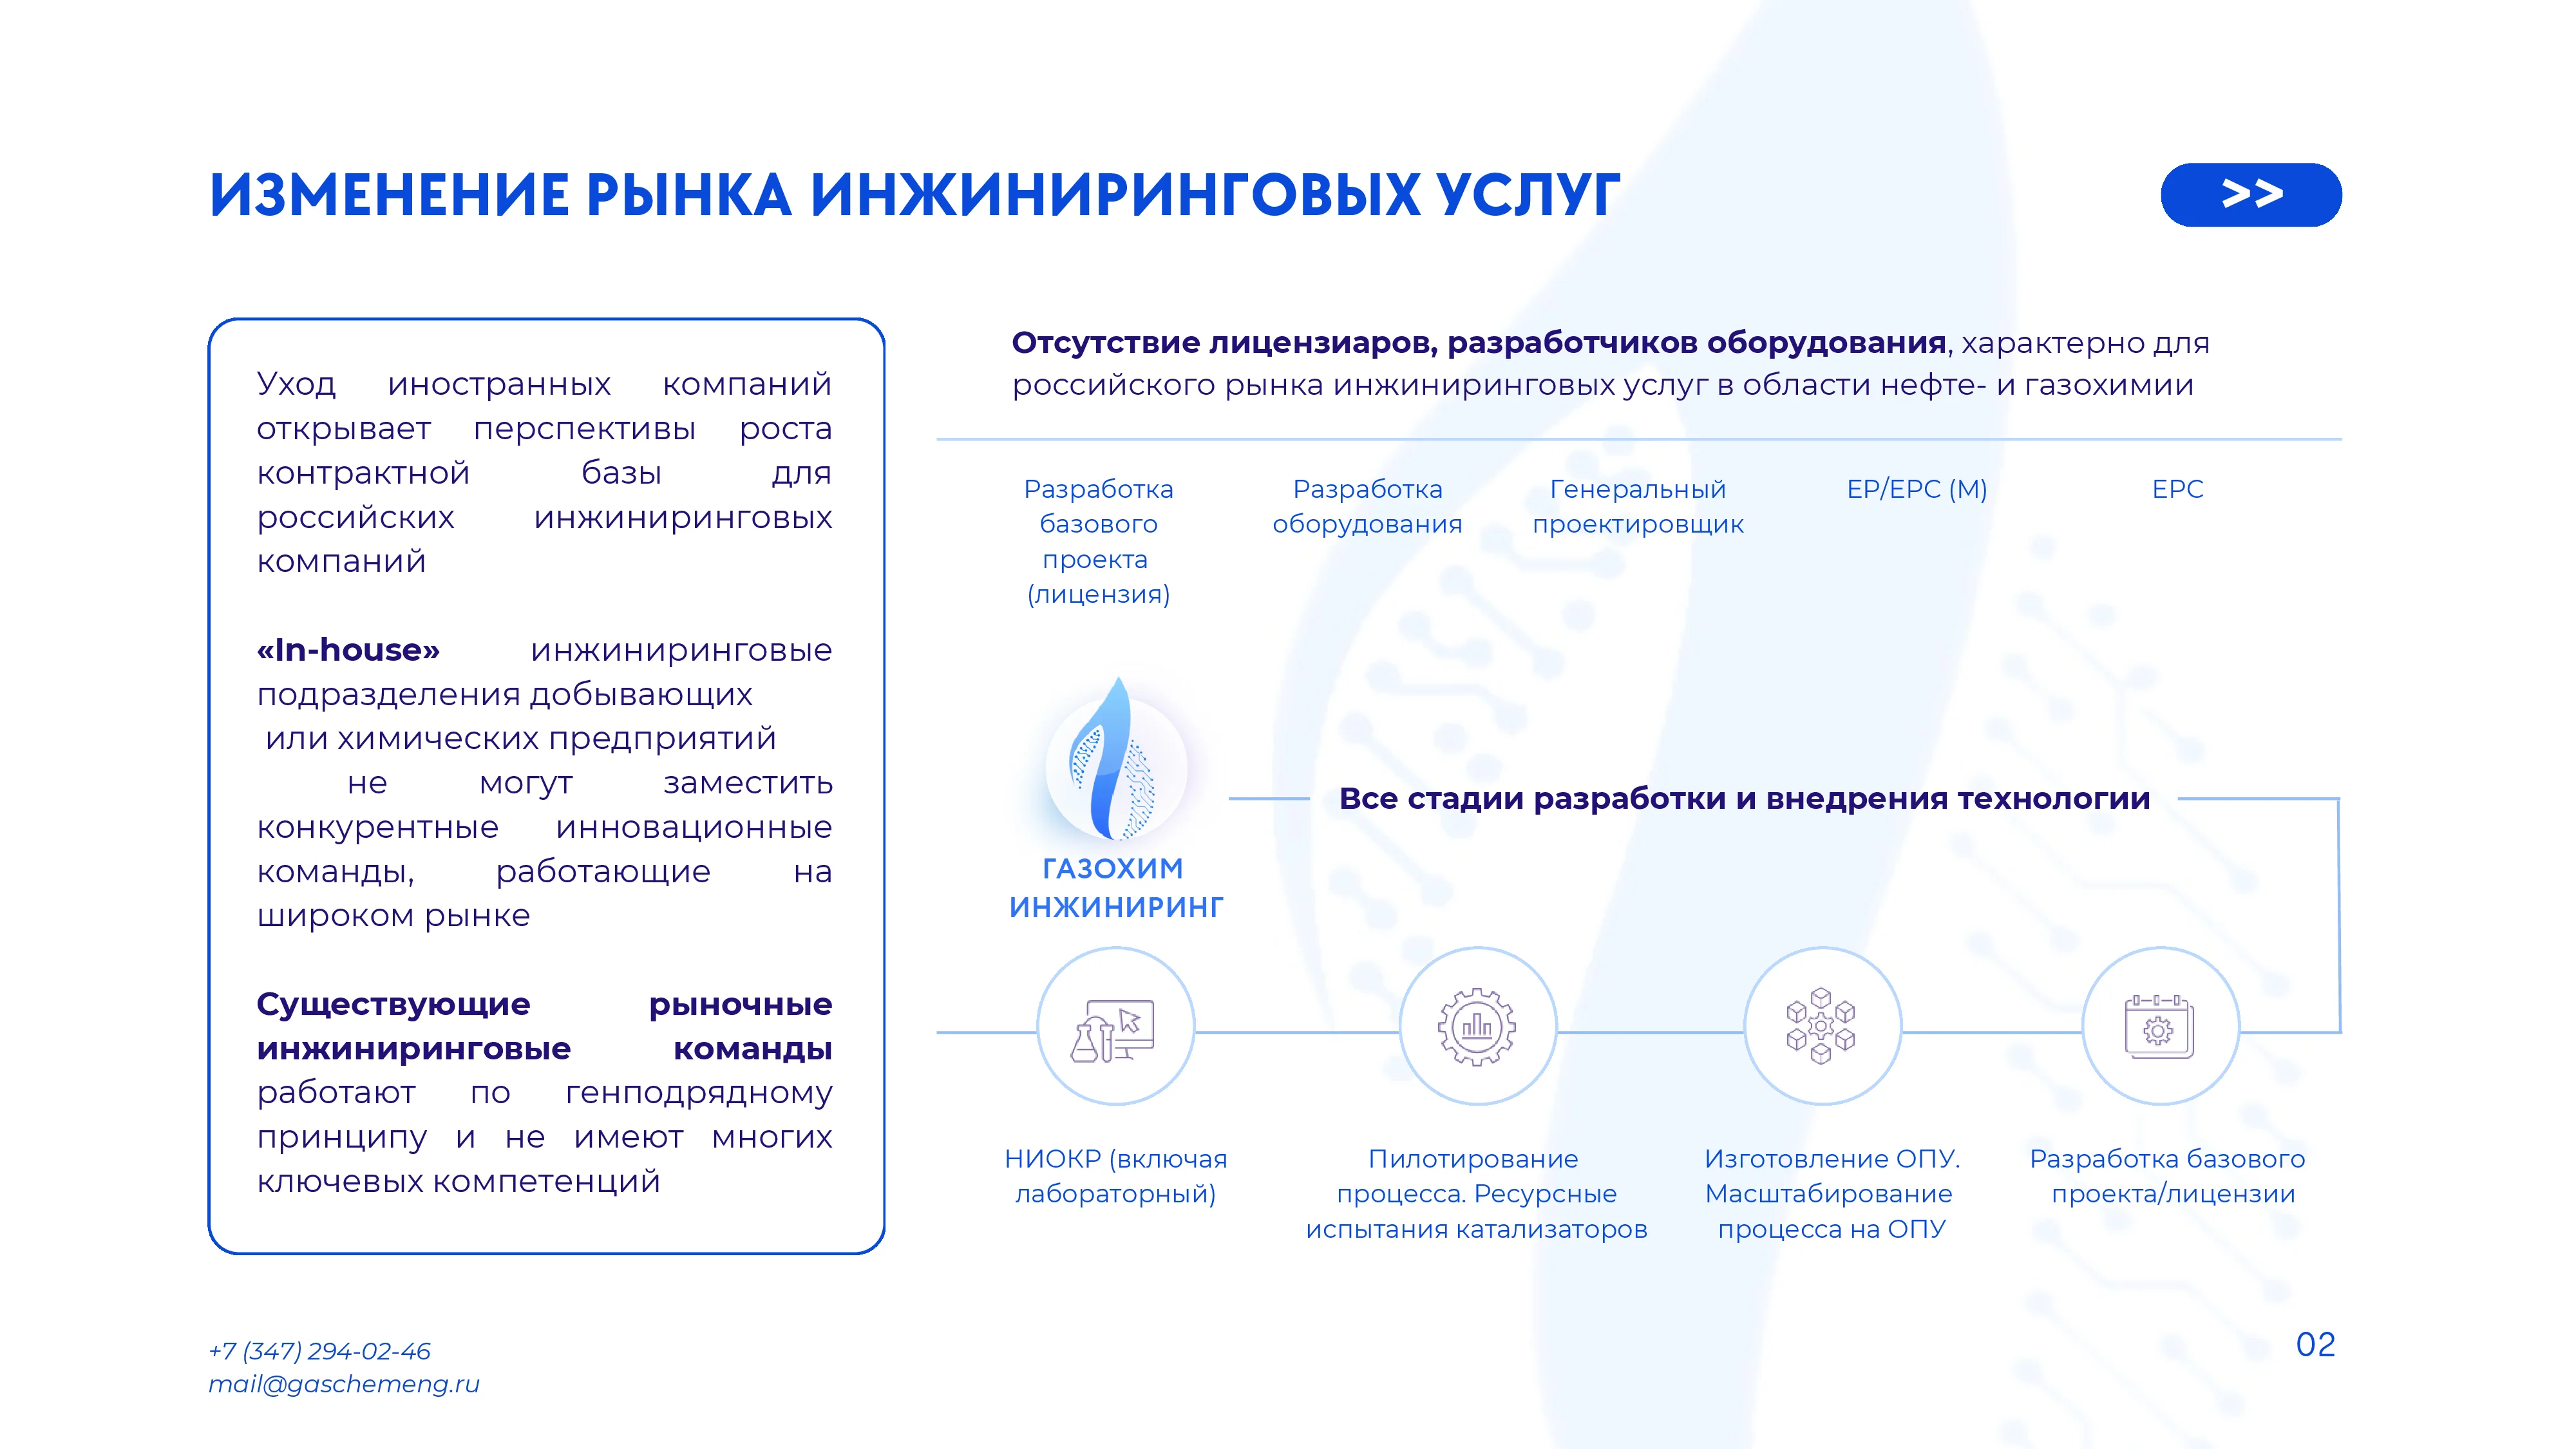 ИЗМЕНЕНИЕ РЫНКА ИНЖИНИРИНГОВЫХ УСЛУГ
>>
Уход иностранных компаний
открывает перспективы роста
контрактной базы для
российских инжиниринговых
компаний
«In-house» инжиниринговые
подразделения добывающих
или химических предприятий
не могут заместить
конкурентные инновационные
команды, работающие на
широком рынке
Существующие рыночные
инжиниринговые команды
работают по генподрядному
принципу и не имеют многих
ключевых компетенций
Отсутствие лицензиаров, разработчиков оборудования, характерно для
российского рынка инжиниринговых услуг в области нефте- и газохимии
Разработка
базового
проекта
(лицензия)
Разработка
оборудования
Генеральный
проектировщик
EP/EPC (M)
EPC
ГАЗОХИМ
ИНЖИНИРИНГ
Все стадии разработки и внедрения технологии
НИОКР (включая
лабораторный)
Пилотирование
процесса. Ресурсные
испытания катализаторов
Изготовление ОПУ.
Масштабирование
процесса на ОПУ
Разработка базового
проекта/лицензии
+7 (347) 294-02-46
mail@gaschemeng.ru
02